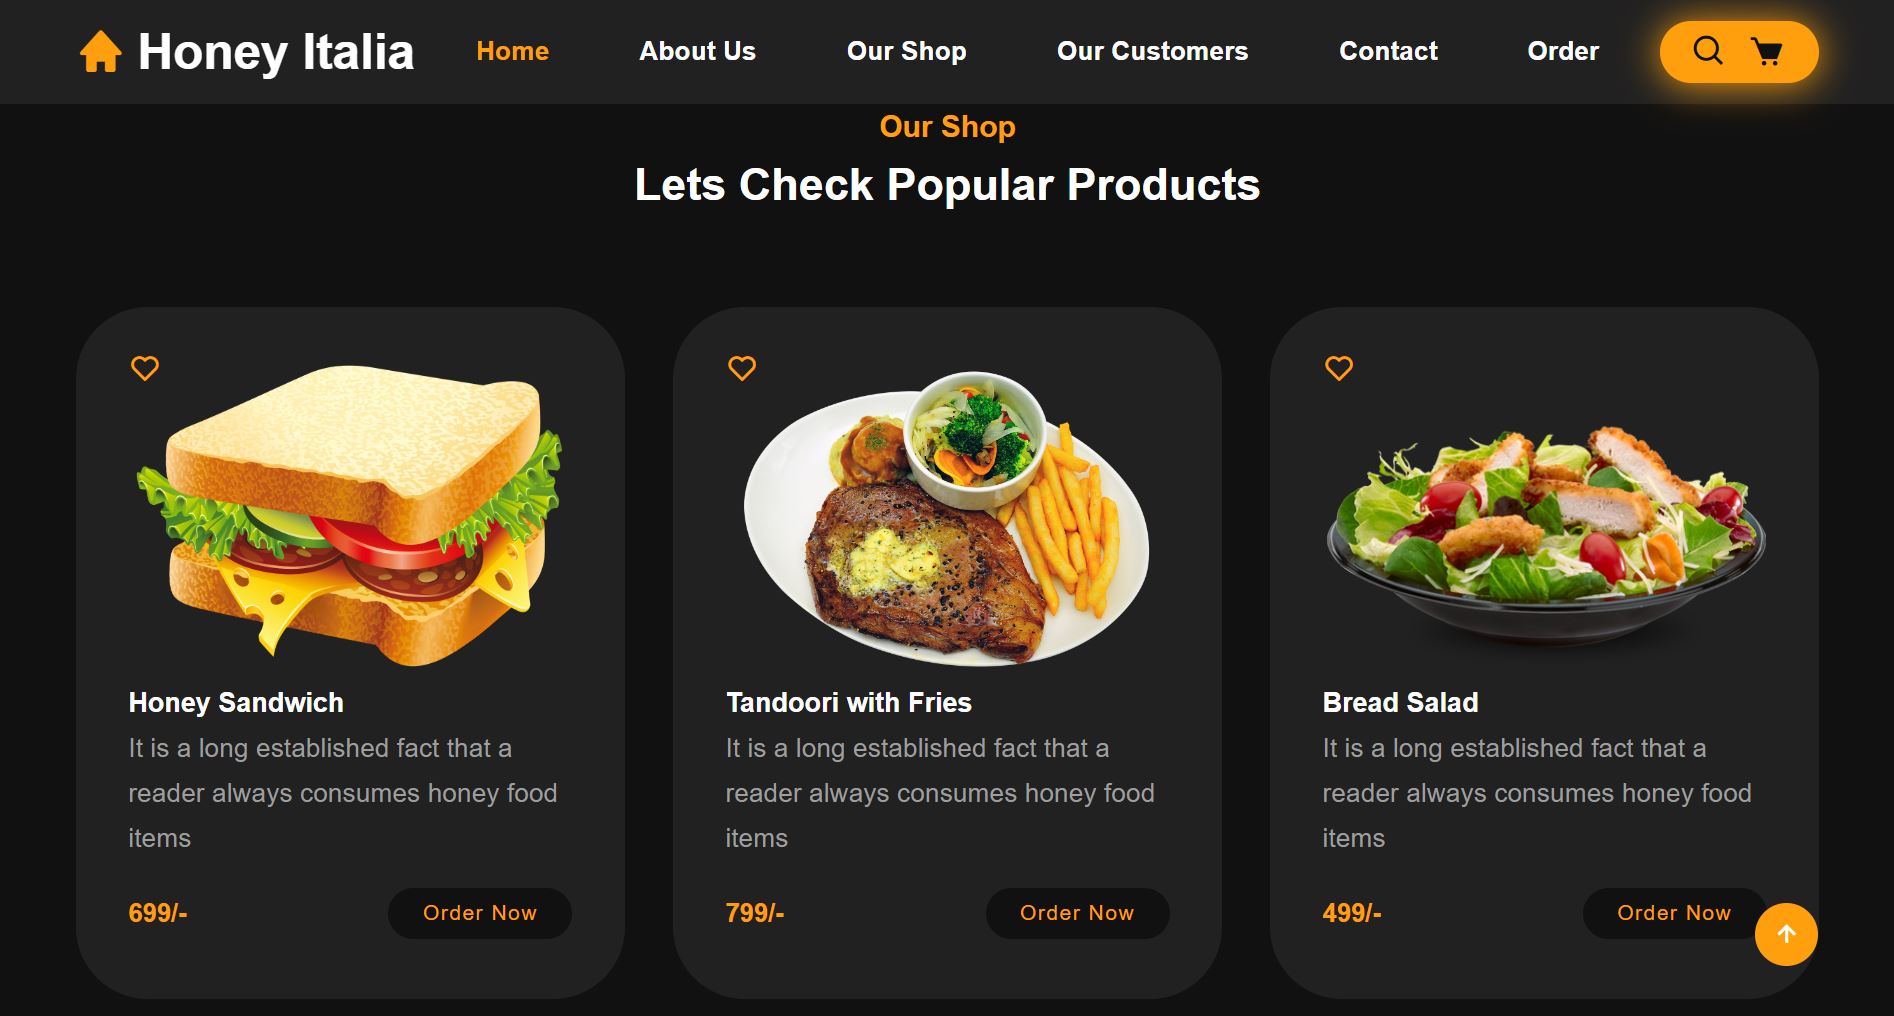 Honey Italia Home About Us Our Shop Our Customers Contact Order
Our Shop
Lets Check Popular Products
Honey Sandwich
It is a long established fact that a
reader always consumes honey food
items
699/-
Order Now
Tandoori with Fries
It is a long established fact that a
reader always consumes honey food
items
799/-
Order Now
Bread Salad
It is a long established fact that a
reader always consumes honey food
items
499/-
Order Now